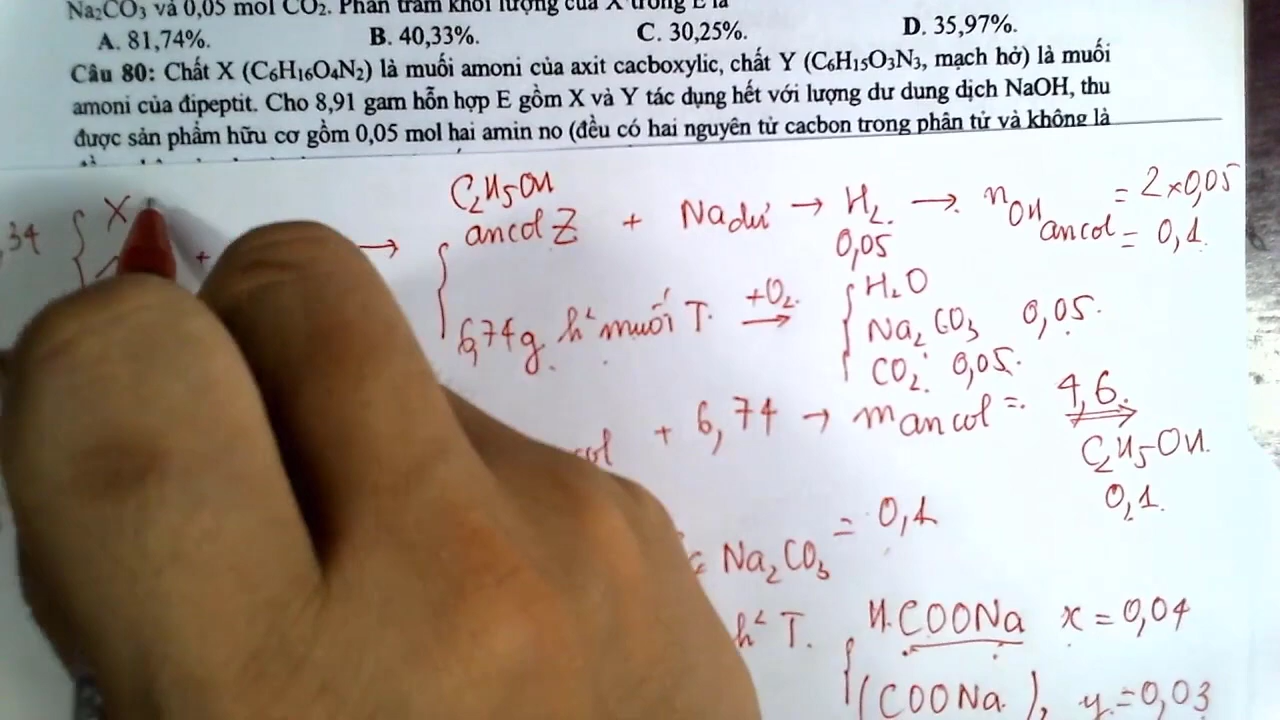 Na₂CO₃ và 0,05 mol CO₂. Phần trăm khối lượng của X trong E là
A. 81,74%. B. 40,33%. C. 30,25%. D. 35,97%.
Câu 80: Chất X (C₆H₁₆O₄N₂) là muối amoni của axit cacboxylic, chất Y (C₆H₁₅O₃N₃, mạch hở) là muối
amoni của đipeptit. Cho 8,91 gam hỗn hợp E gồm X và Y tác dụng hết với lượng dư dung dịch NaOH, thu
được sản phẩm hữu cơ gồm 0,05 mol hai amin no (đều có hai nguyên tử cacbon trong phân tử và không là
C₂H₅OH
,34 { X + → { ancol Z + Na dư → H₂ → n OH ancol = 2 x 0,05
0,05 = 0,1.
6,74g h² muối T. +O₂ → { H₂O
Na₂CO₃ 0,05.
CO₂ 0,05.
+ 6,74 → m ancol = 4,6. ⇒
C₂H₅OH.
0,1.
Na₂CO₃ = 0,1
h² T. { H.COONa x = 0,04
(COONa)₂ y = 0,03